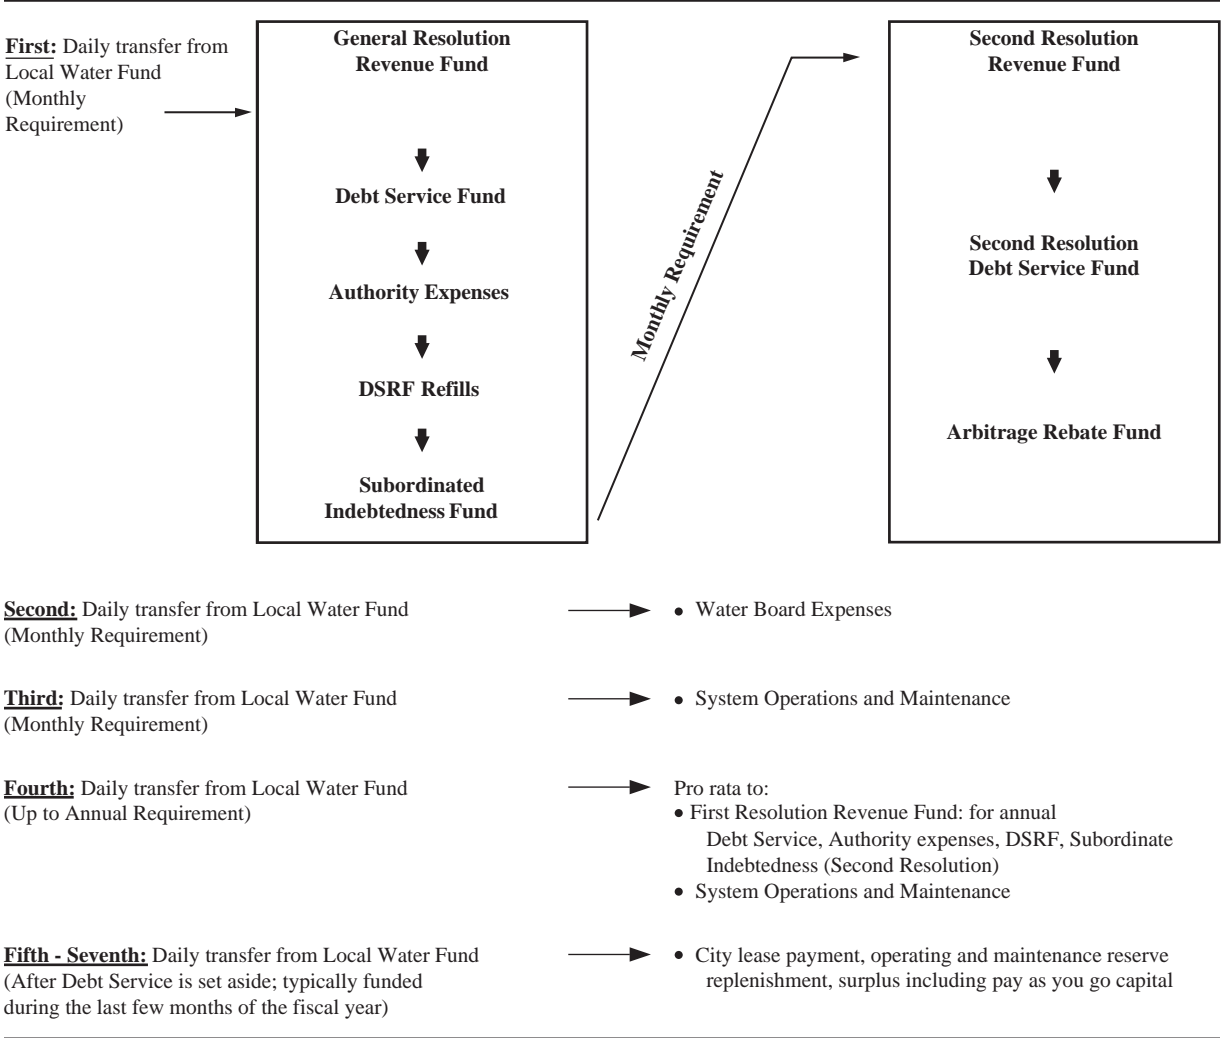 First: Daily transfer from
Local Water Fund
(Monthly
Requirement)
General Resolution
Revenue Fund
Debt Service Fund
Authority Expenses
DSRF Refills
Subordinated
Indebtedness Fund
Monthly Requirement
Second Resolution
Revenue Fund
Second Resolution
Debt Service Fund
Arbitrage Rebate Fund
Second: Daily transfer from Local Water Fund
(Monthly Requirement)
• Water Board Expenses
Third: Daily transfer from Local Water Fund
(Monthly Requirement)
• System Operations and Maintenance
Fourth: Daily transfer from Local Water Fund
(Up to Annual Requirement)
Pro rata to:
• First Resolution Revenue Fund: for annual
Debt Service, Authority expenses, DSRF, Subordinate
Indebtedness (Second Resolution)
• System Operations and Maintenance
Fifth - Seventh: Daily transfer from Local Water Fund
(After Debt Service is set aside; typically funded
during the last few months of the fiscal year)
• City lease payment, operating and maintenance reserve
replenishment, surplus including pay as you go capital